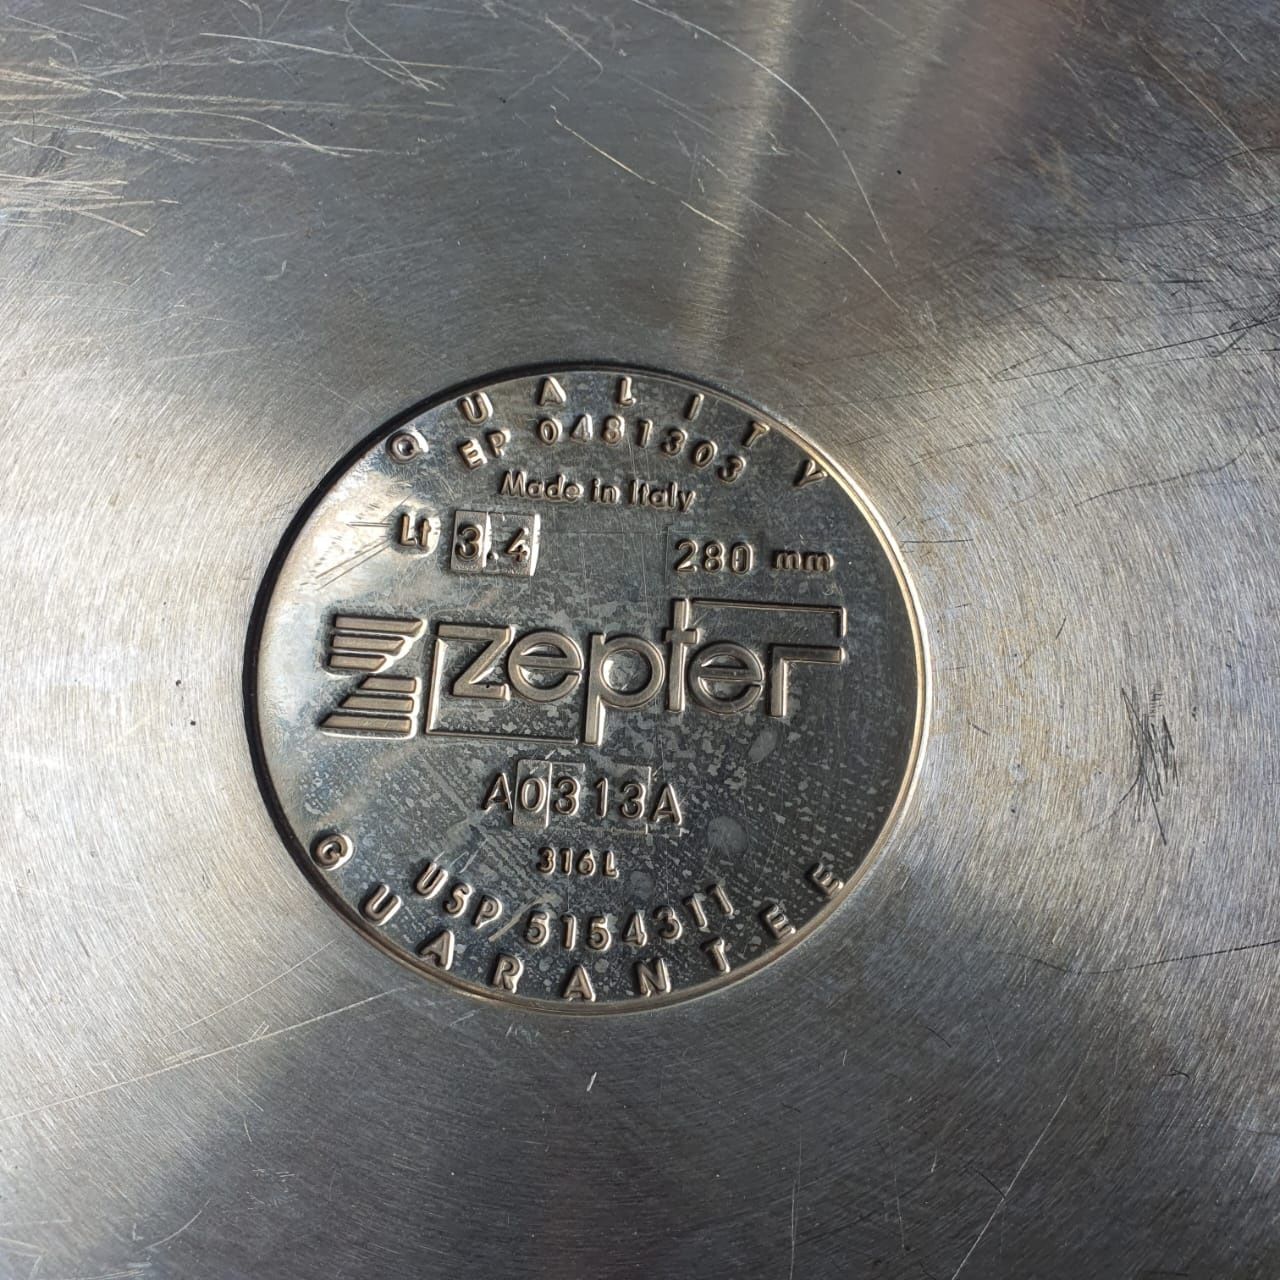 QUALITY
EP 0481303
Made in Italy
Lt 3.4 280 mm
zepter
A0313A
316L
USP 5154311
GUARANTEE